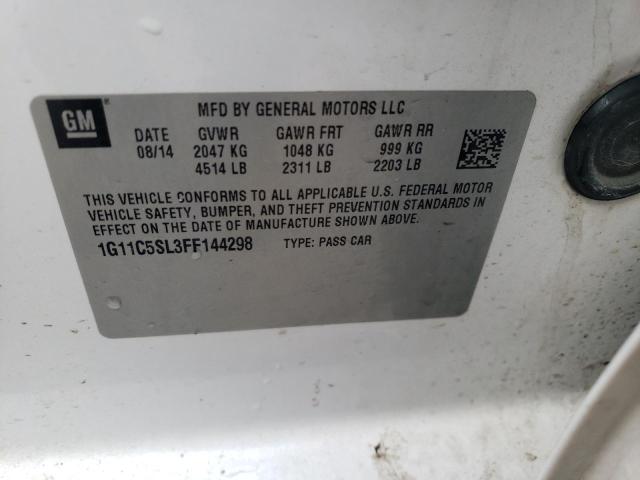 GM
MFD BY GENERAL MOTORS LLC
DATE GVWR GAWR FRT GAWR RR
08/14 2047 KG 1048 KG 999 KG
4514 LB 2311 LB 2203 LB
THIS VEHICLE CONFORMS TO ALL APPLICABLE U.S. FEDERAL MOTOR
VEHICLE SAFETY, BUMPER, AND THEFT PREVENTION STANDARDS IN
EFFECT ON THE DATE OF MANUFACTURE SHOWN ABOVE.
1G11C5SL3FF144298 TYPE: PASS CAR